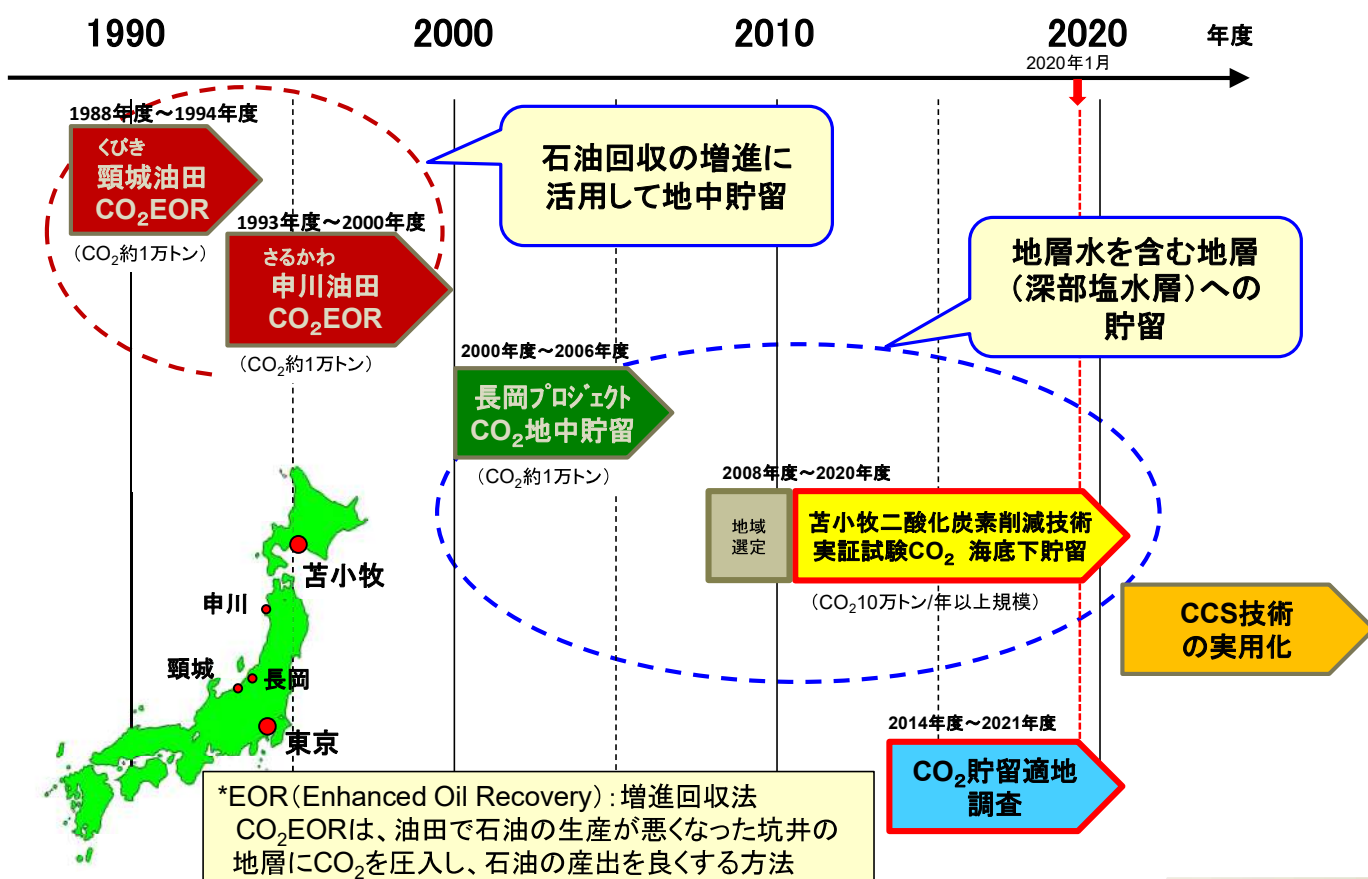 1990
2000
2010
2020
年度
2020年1月
1988年度～1994年度
くびき
頸城油田
CO₂EOR
(CO₂約1万トン)
1993年度～2000年度
さるかわ
申川油田
CO₂EOR
(CO₂約1万トン)
石油回収の増進に
活用して地中貯留
地層水を含む地層
（深部塩水層）への
貯留
2000年度～2006年度
長岡プロジェクト
CO₂地中貯留
(CO₂約1万トン)
2008年度～2020年度
地域
選定
苫小牧二酸化炭素削減技術
実証試験CO₂ 海底下貯留
(CO₂10万トン/年以上規模)
CCS技術
の実用化
2014年度～2021年度
CO₂貯留適地
調査
苫小牧
申川
頸城
長岡
東京
*EOR(Enhanced Oil Recovery)：増進回収法
CO₂EORは、油田で石油の生産が悪くなった坑井の
地層にCO₂を圧入し、石油の産出を良くする方法